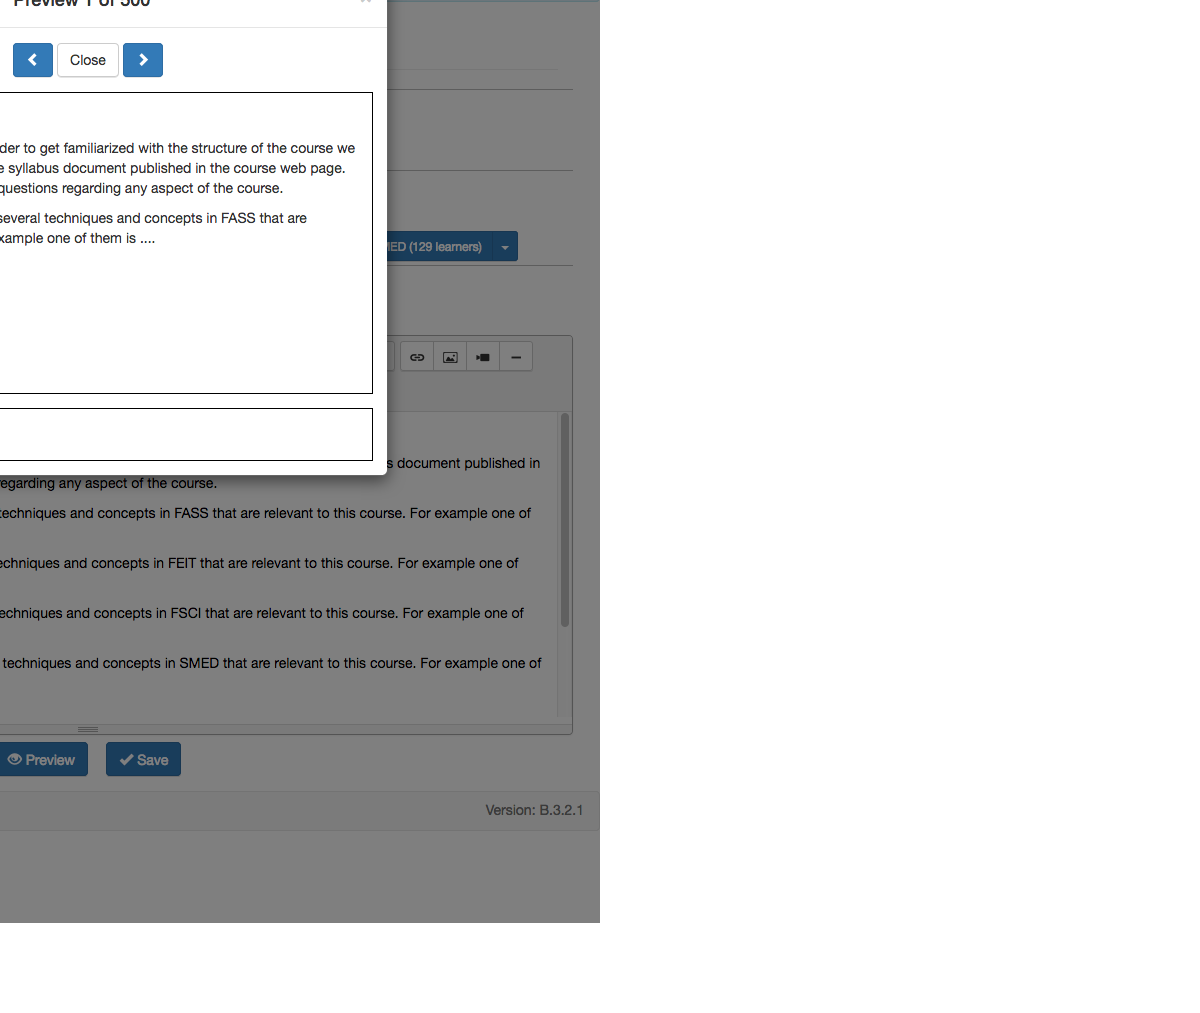 Preview 1 of 500
Close
der to get familiarized with the structure of the course we
e syllabus document published in the course web page.
questions regarding any aspect of the course.
several techniques and concepts in FASS that are
xample one of them is ....
MED (129 learners)
s document published in
egarding any aspect of the course.
techniques and concepts in FASS that are relevant to this course. For example one of
echniques and concepts in FEIT that are relevant to this course. For example one of
echniques and concepts in FSCI that are relevant to this course. For example one of
techniques and concepts in SMED that are relevant to this course. For example one of
Preview
Save
Version: B.3.2.1